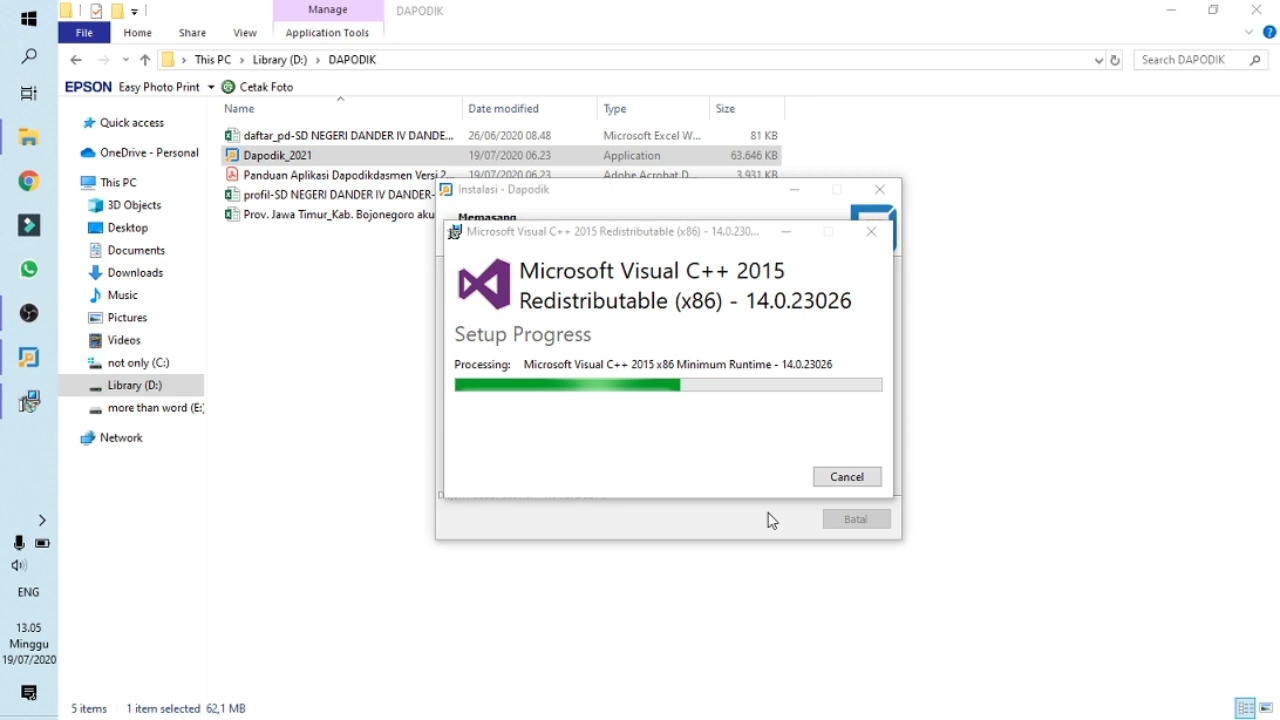 Manage
DAPODIK
File
Home
Share
View
Application Tools
This PC
Library (D:)
DAPODIK
Search DAPODIK
EPSON Easy Photo Print
Cetak Foto
Name
Date modified
Type
Size
daftar_pd-SD NEGERI DANDER IV DANDE...
26/06/2020 08.48
Microsoft Excel W...
81 KB
Dapodik_2021
19/07/2020 06.23
Application
63.646 KB
Panduan Aplikasi Dapodikdasmen Versi 2...
19/07/2020 06.23
Adobe Acrobat D...
3.931 KB
profil-SD NEGERI DANDER IV DANDER-
Prov. Jawa Timur_Kab. Bojonegoro aku
Quick access
OneDrive - Personal
This PC
3D Objects
Desktop
Documents
Downloads
Music
Pictures
Videos
not only (C:)
Library (D:)
more than word (E:)
Network
Instalasi - Dapodik
Memasang
Microsoft Visual C++ 2015 Redistributable (x86) - 14.0.230...
Microsoft Visual C++ 2015
Redistributable (x86) - 14.0.23026
Setup Progress
Processing: Microsoft Visual C++ 2015 x86 Minimum Runtime - 14.0.23026
Cancel
Batal
ENG
13.05
Minggu
19/07/2020
5 items
1 item selected 62,1 MB